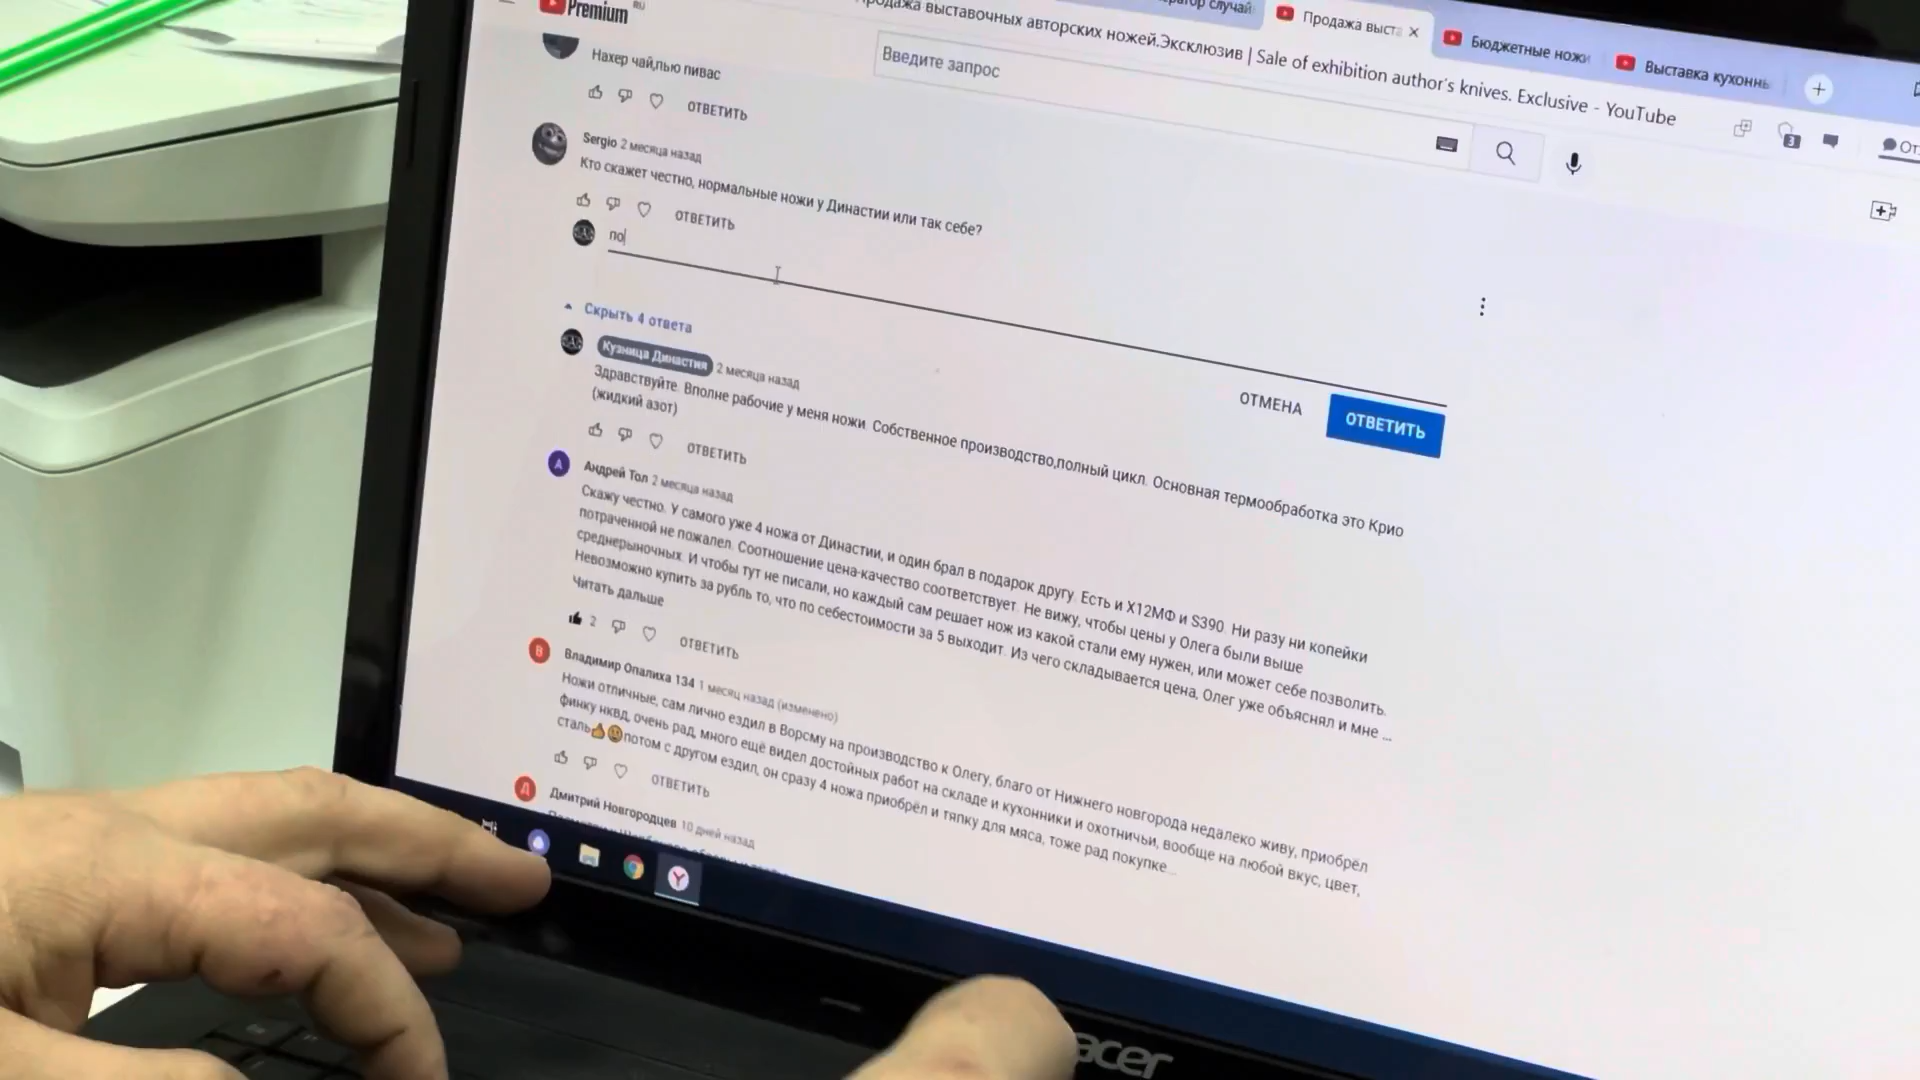 Premium RU
Продажа выст
Бюджетные ножи
Выставка кухонн
выставочных авторских ножей.Эксклюзив | Sale of exhibition author's knives. Exclusive - YouTube
Введите запрос
3
От
Нахер чай,пью пивас
ОТВЕТИТЬ
Sergio 2 месяца назад
Кто скажет честно, нормальные ножи у Династии или так себе?
ОТВЕТИТЬ
по
ОТМЕНА
ОТВЕТИТЬ
Скрыть 4 ответа
Кузница Династия 2 месяца назад
Здравствуйте. Вполне рабочие у меня ножи. Собственное производство,полный цикл. Основная термообработка это Крио
(жидкий азот)
ОТВЕТИТЬ
А
Андрей Тол 2 месяца назад
Скажу честно. У самого уже 4 ножа от Династии, и один брал в подарок другу. Есть и Х12МФ и S390. Ни разу ни копейки
потраченной не пожалел. Соотношение цена-качество соответствует. Не вижу, чтобы цены у Олега были выше
среднерыночных. И чтобы тут не писали, но каждый сам решает нож из какой стали ему нужен, или может себе позволить.
Невозможно купить за рубль то, что по себестоимости за 5 выходит. Из чего складывается цена, Олег уже объяснял и мне ...
Читать дальше
2
ОТВЕТИТЬ
В
Владимир Опалиха 134 1 месяц назад (изменено)
Ножи отличные, сам лично ездил в Ворсму на производство к Олегу, благо от Нижнего новгорода недалеко живу, приобрёл
финку нквд, очень рад, много ещё видел достойных работ на складе и кухонники и охотничьи, вообще на любой вкус, цвет,
сталь👍🙂потом с другом ездил, он сразу 4 ножа приобрёл и тяпку для мяса, тоже рад покупке...
ОТВЕТИТЬ
Д
Дмитрий Новгородцев 10 дней назад
acer